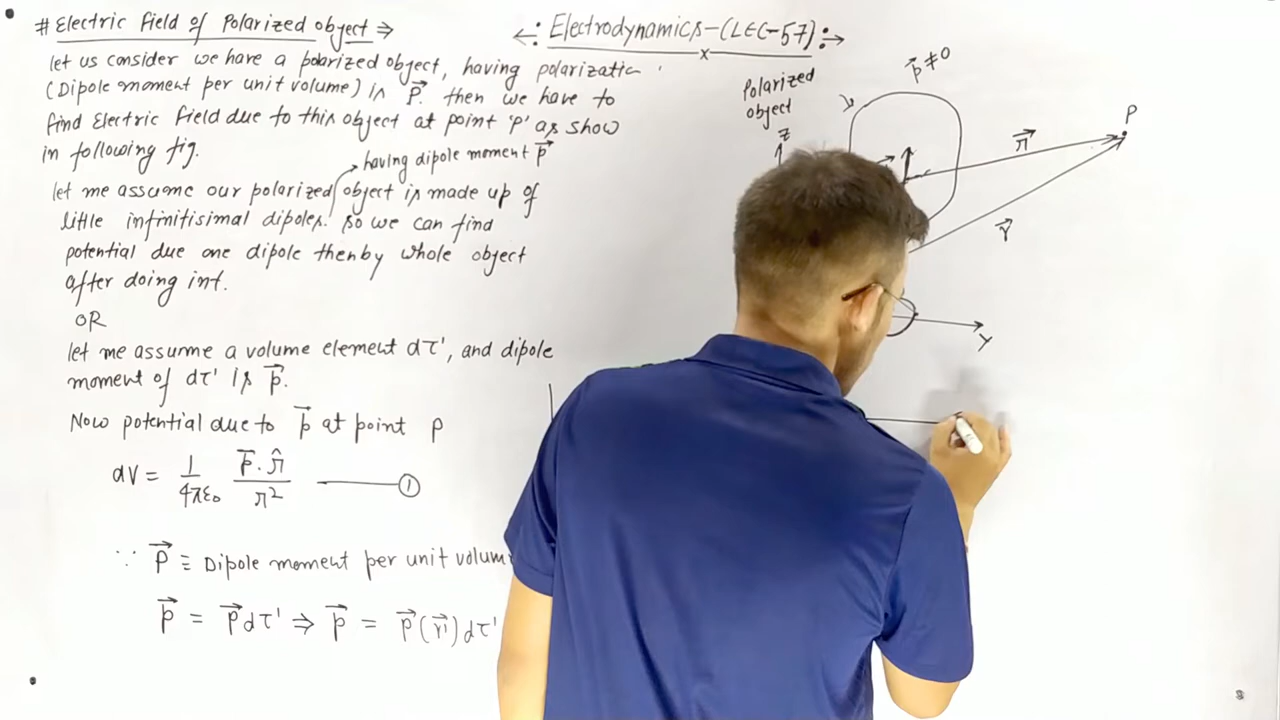 # Electric field of Polarized object ⇒
÷ Electrodynamics-(LEC-57) ÷
x
let us consider we have a polarized object, having polarizatic
(Dipole moment per unit volume) is P⃗. then we have to
find Electric field due to this object at point 'P' as show
in following fig.
having dipole moment p⃗
let me assume our polarized object is made up of
little infinitisimal dipoles. so we can find
potential due one dipole thenby whole object
after doing int.
OR
let me assume a volume element dτ', and dipole
moment of dτ' is p⃗.
Now potential due to p⃗ at point P
dV = 1/4πε₀ p⃗·π̂/π² ——— ①
∵ P⃗ ≡ Dipole moment per unit volum
p⃗ = P⃗dτ' ⇒ p⃗ = P⃗(r⃗')dτ'
Polarized
object
p⃗ ≠ 0
P
π⃗
r⃗
z
Y